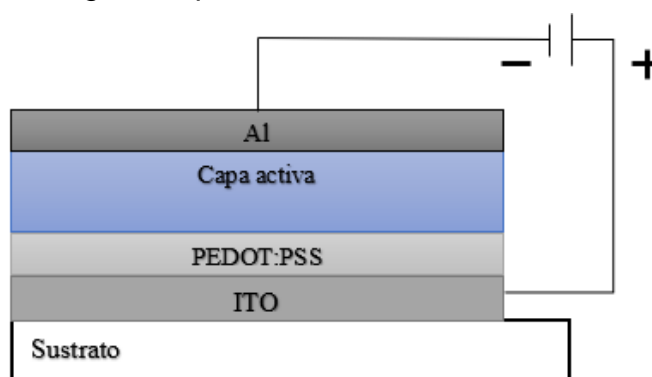 − +
Al
Capa activa
PEDOT:PSS
ITO
Sustrato